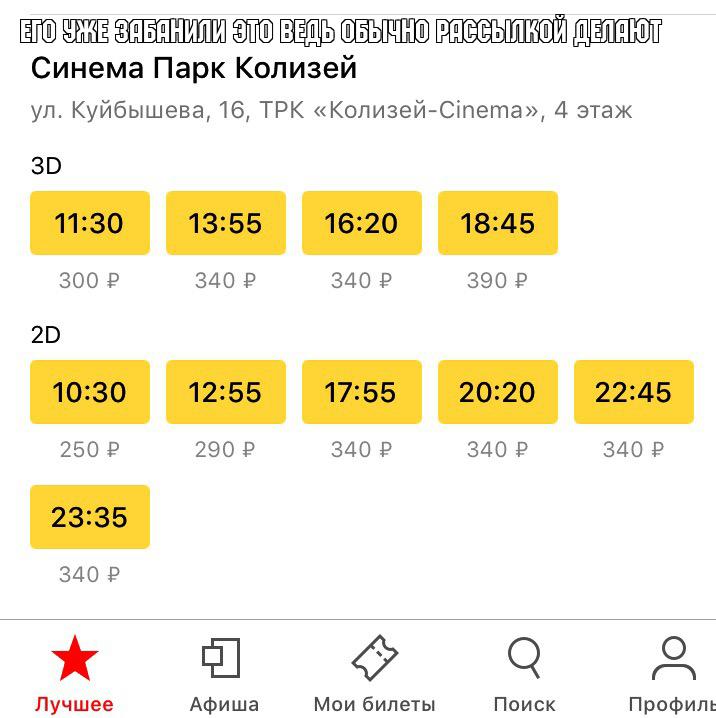 ЕГО УЖЕ ЗАБАНИЛИ ЭТО ВЕДЬ ОБЫЧНО РАССЫЛКОЙ ДЕЛАЮТ
Синема Парк Колизей
ул. Куйбышева, 16, ТРК «Колизей-Cinema», 4 этаж
3D
11:30 13:55 16:20 18:45
300 ₽ 340 ₽ 340 ₽ 390 ₽
2D
10:30 12:55 17:55 20:20 22:45
250 ₽ 290 ₽ 340 ₽ 340 ₽ 340 ₽
23:35
340 ₽
Лучшее Афиша Мои билеты Поиск Профиль